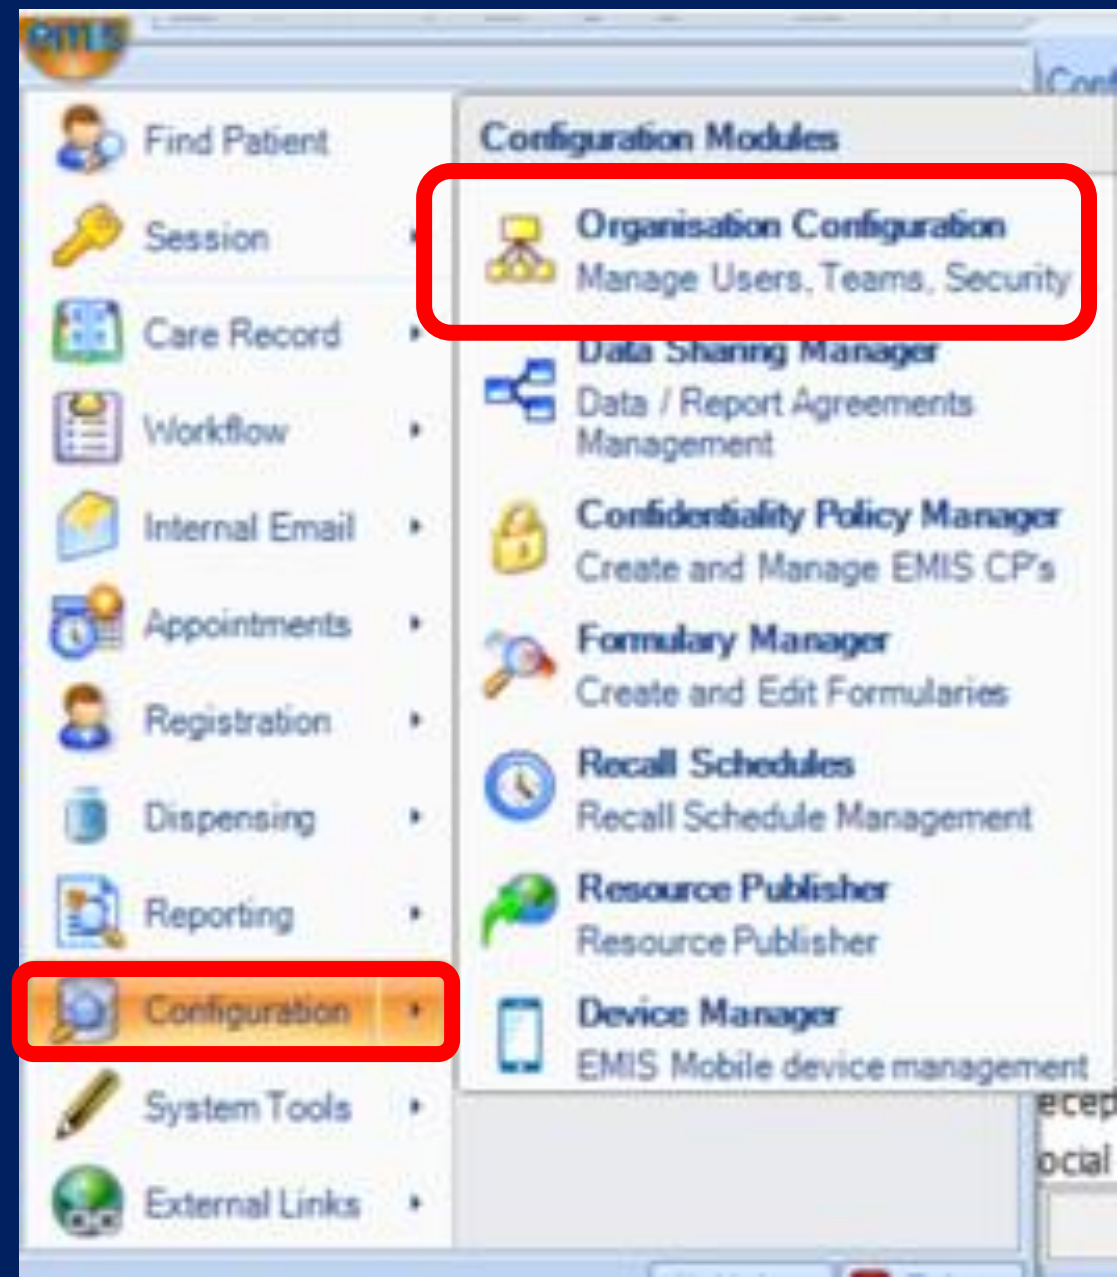 Find Patient
Session
Care Record
Workflow
Internal Email
Appointments
Registration
Dispensing
Reporting
Configuration
System Tools
External Links
Configuration Modules
Organisation Configuration
Manage Users, Teams, Security
Data Sharing Manager
Data / Report Agreements
Management
Confidentiality Policy Manager
Create and Manage EMIS CP's
Formulary Manager
Create and Edit Formularies
Recall Schedules
Recall Schedule Management
Resource Publisher
Resource Publisher
Device Manager
EMIS Mobile device management
ocial